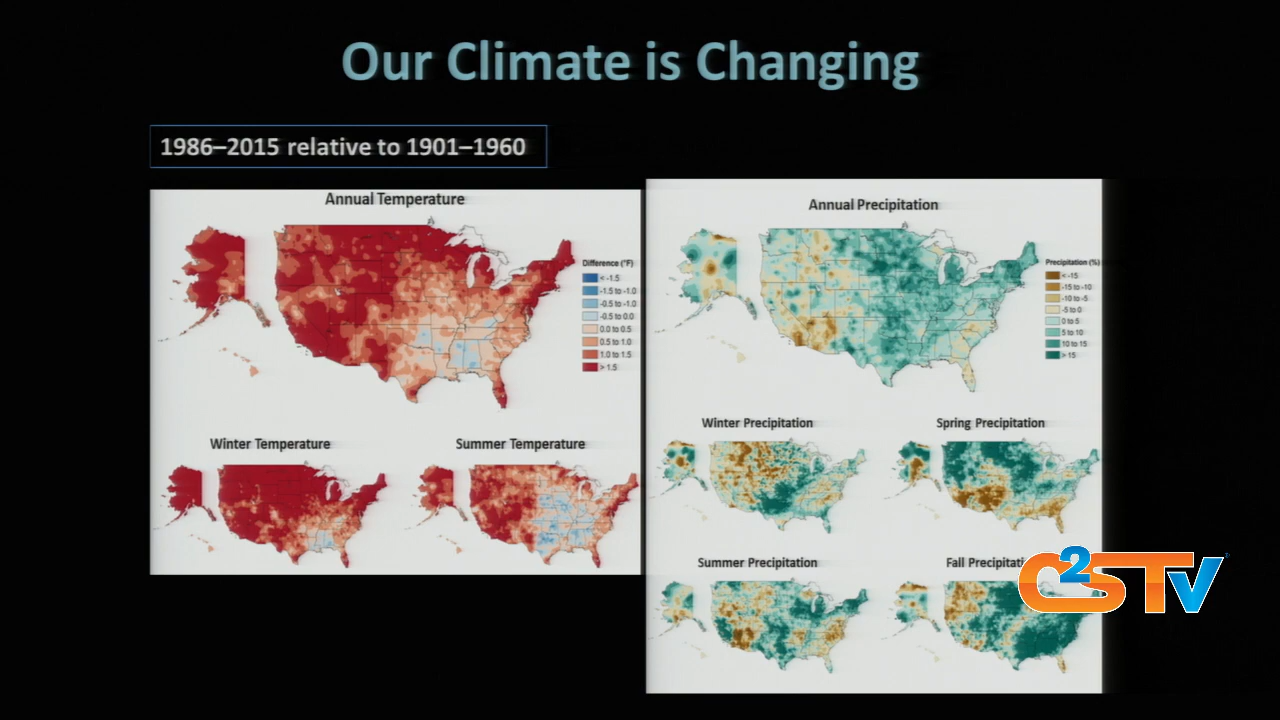 Our Climate is Changing
1986–2015 relative to 1901–1960
Annual Temperature
Difference (°F)
< -1.5
-1.5 to -1.0
-0.5 to -1.0
-0.5 to 0.0
0.0 to 0.5
0.5 to 1.0
1.0 to 1.5
> 1.5
Winter Temperature
Summer Temperature
Annual Precipitation
Precipitation (%)
< -15
-15 to -10
-10 to -5
-5 to 0
0 to 5
5 to 10
10 to 15
> 15
Winter Precipitation
Spring Precipitation
Summer Precipitation
Fall Precipitati
C2STV